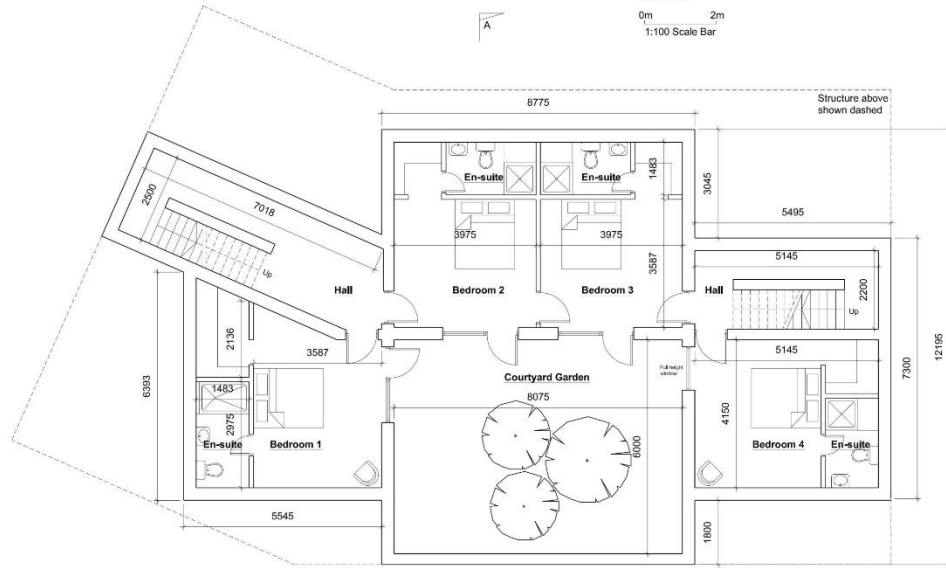 0m 2m
1:100 Scale Bar
A
8775
Structure above
shown dashed
2500
7018
En-suite
En-suite
1483
3045
5495
3975
3975
3587
5145
2200
Up
Hall
Bedroom 2
Bedroom 3
Hall
Up
2136
3587
5145
Full height
window
Courtyard Garden
8075
6393
1483
2975
4150
7300
12195
En-suite
Bedroom 1
6000
Bedroom 4
En-suite
5545
1800